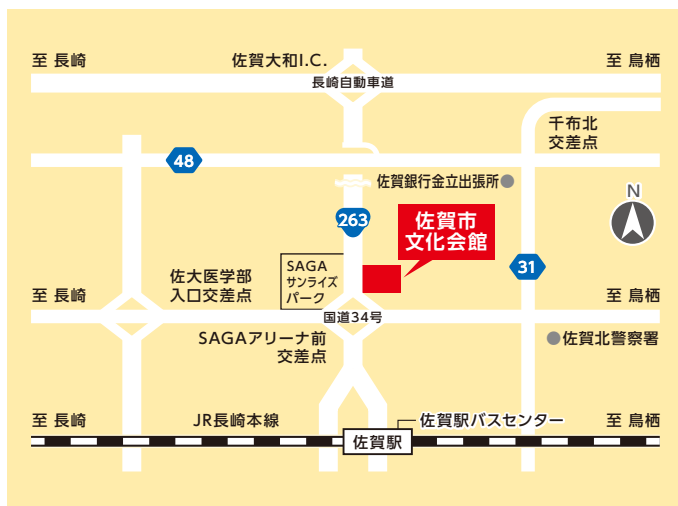 至 長崎
佐賀大和I.C.
至 鳥栖
長崎自動車道
千布北
交差点
48
佐賀銀行金立出張所
N
263
佐賀市
文化会館
SAGA
サンライズ
パーク
31
佐大医学部
入口交差点
至 長崎
至 鳥栖
国道34号
SAGAアリーナ前
交差点
佐賀北警察署
至 長崎
JR長崎本線
佐賀駅バスセンター
至 鳥栖
佐賀駅